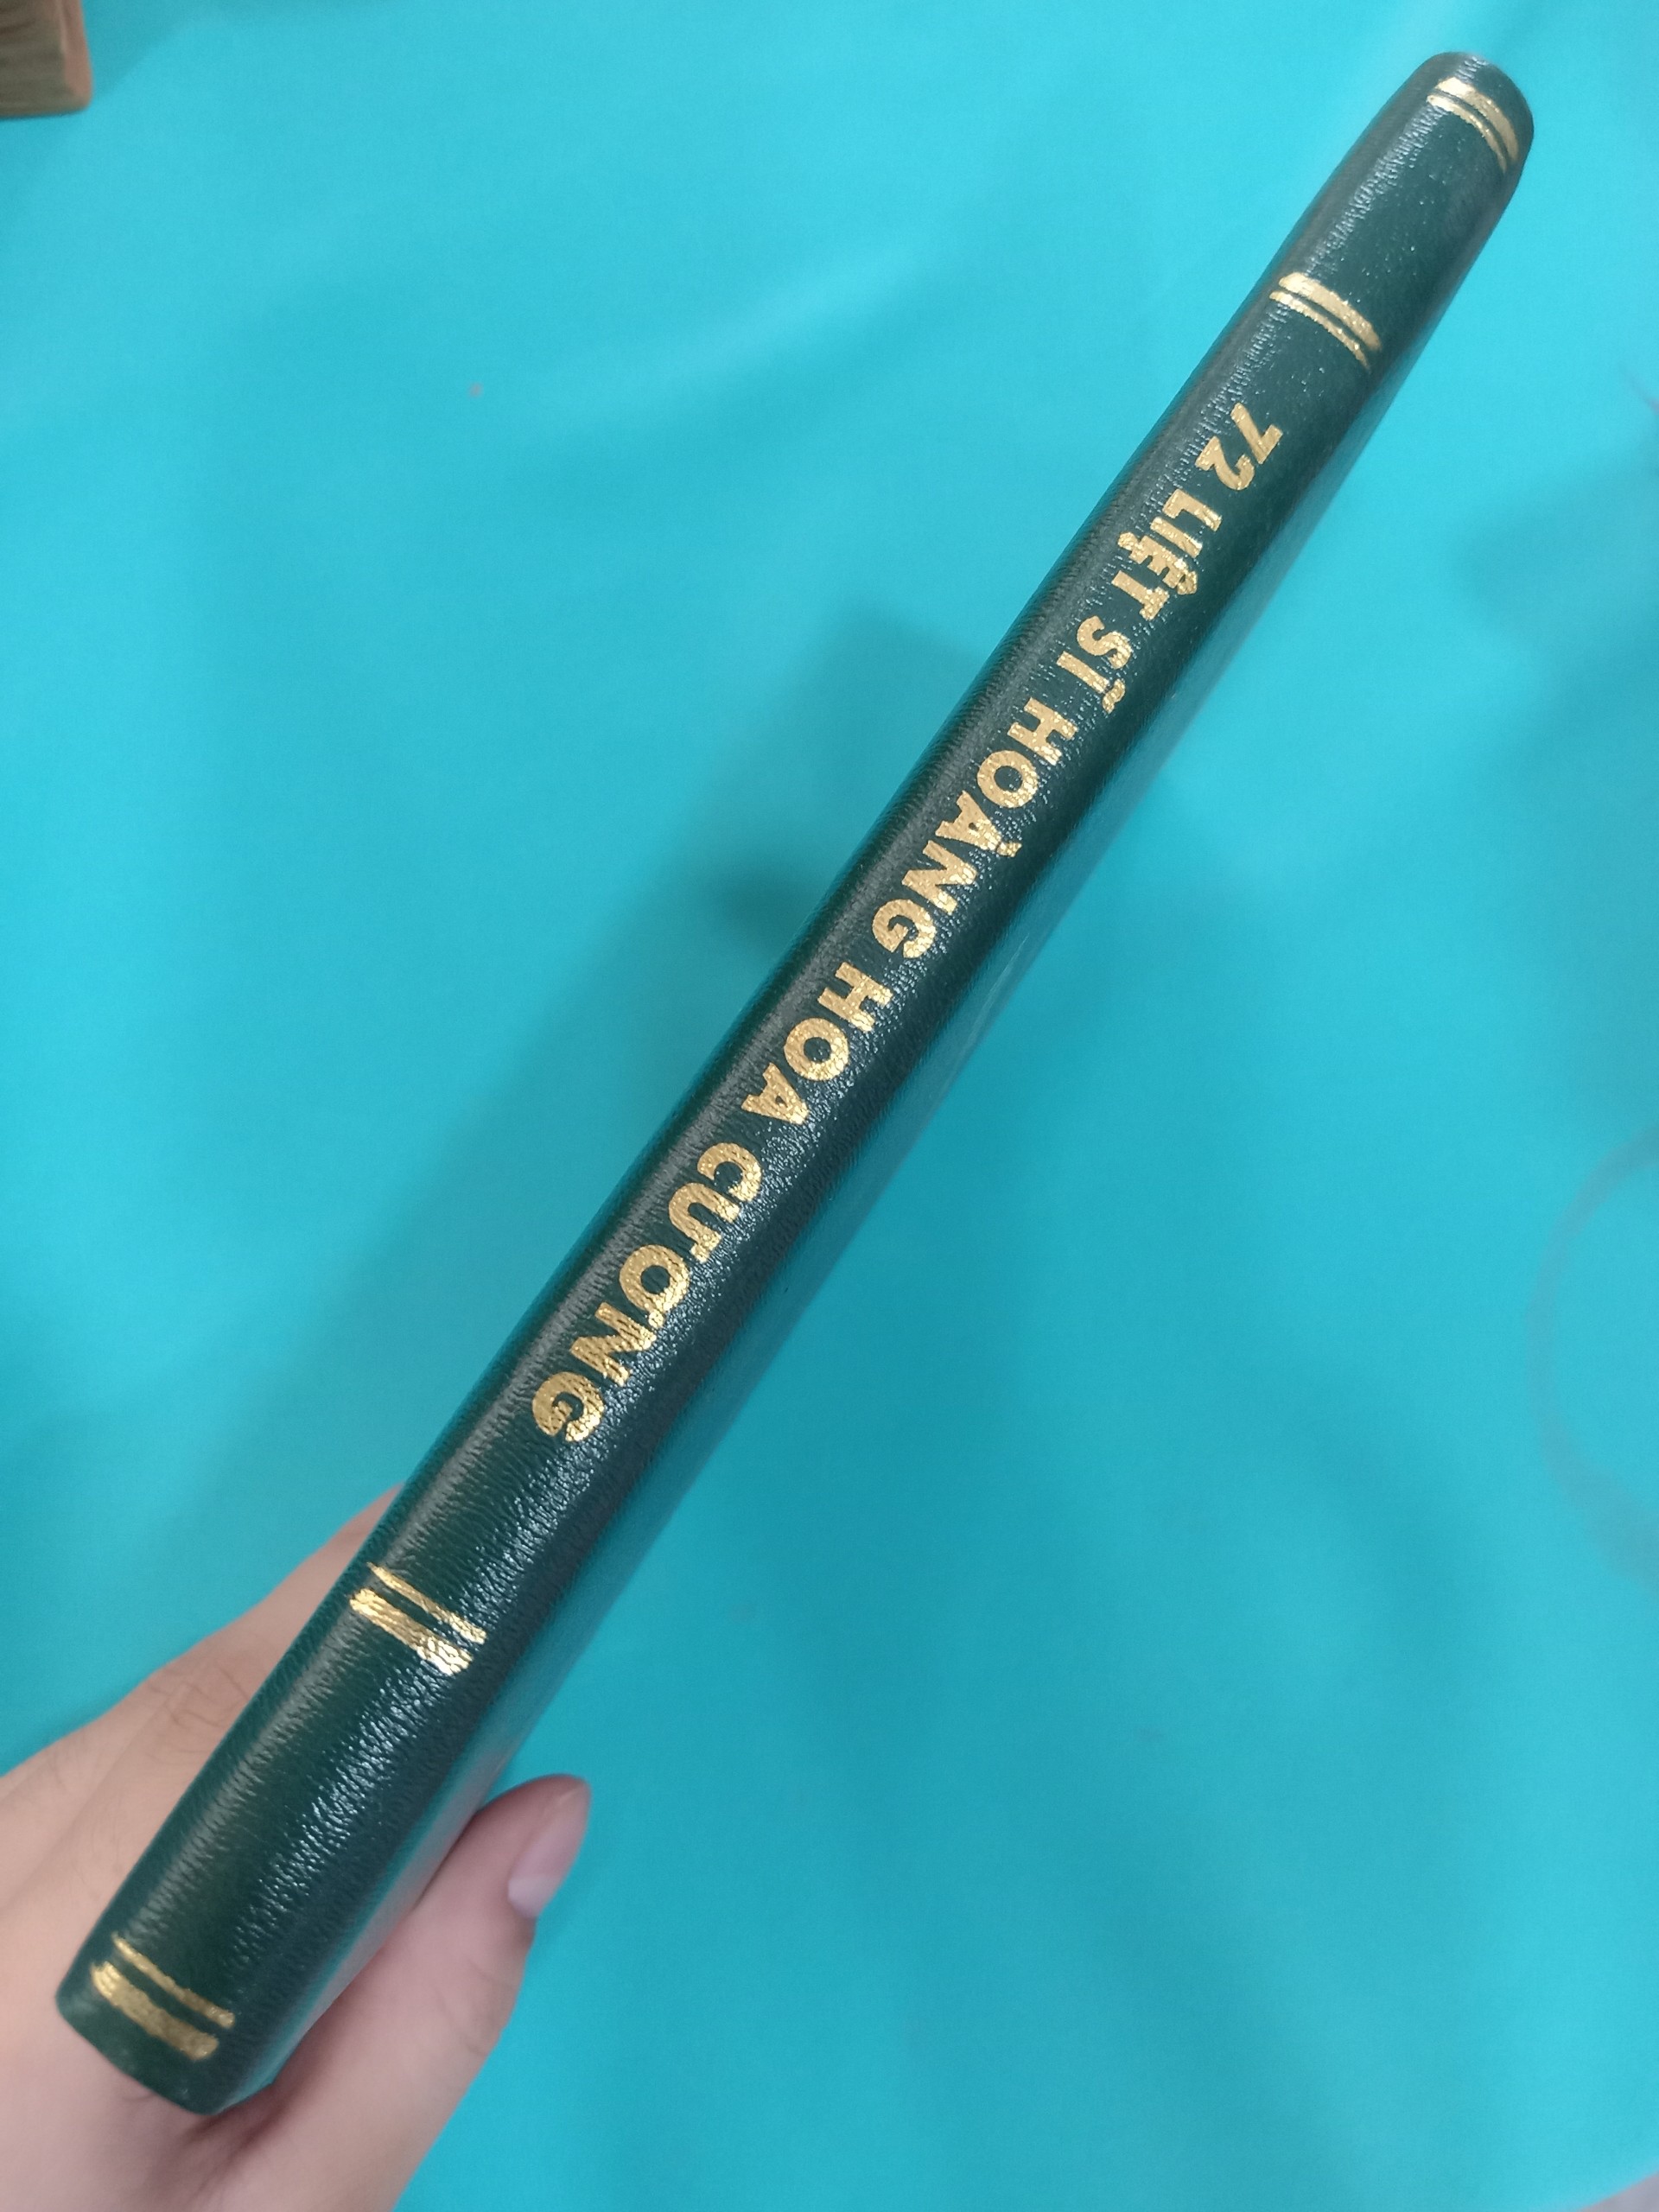 72 LIỆT SĨ HOÀNG HOA CƯƠNG